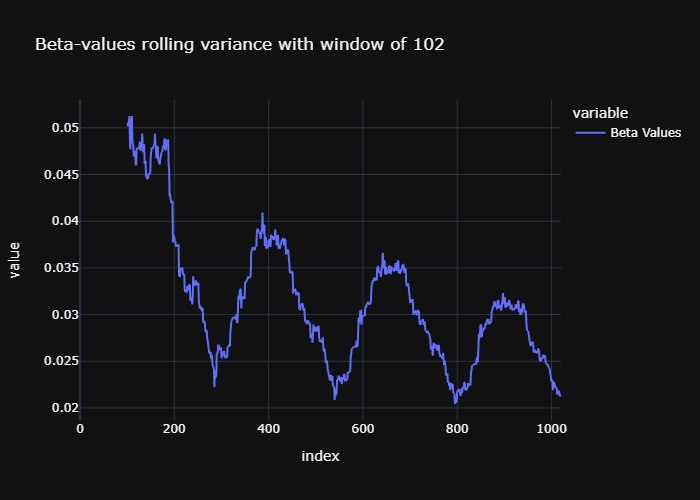 Beta-values rolling variance with window of 102
variable
Beta Values
value
0.05
0.045
0.04
0.035
0.03
0.025
0.02
0
200
400
600
800
1000
index